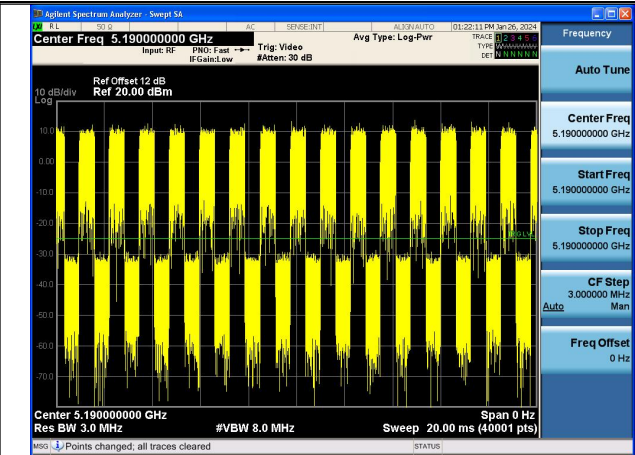 Agilent Spectrum Analyzer - Swept SA
RL 50 Ω AC SENSE:INT ALIGN AUTO 01:22:11 PM Jan 26, 2024
Center Freq 5.190000000 GHz Avg Type: Log-Pwr TRACE 1 2 3 4 5 6
Input: RF PNO: Fast Trig: Video TYPE
IFGain:Low #Atten: 30 dB DET N N N N N N
Ref Offset 12 dB
10 dB/div Ref 20.00 dBm
Log
10.0
0.00
-10.0
-20.0
-30.0
-40.0
-50.0
-60.0
-70.0
Center 5.190000000 GHz Span 0 Hz
Res BW 3.0 MHz #VBW 8.0 MHz Sweep 20.00 ms (40001 pts)
MSG Points changed; all traces cleared STATUS
Frequency
Auto Tune
Center Freq
5.190000000 GHz
Start Freq
5.190000000 GHz
Stop Freq
5.190000000 GHz
CF Step
3.000000 MHz
Auto Man
Freq Offset
0 Hz